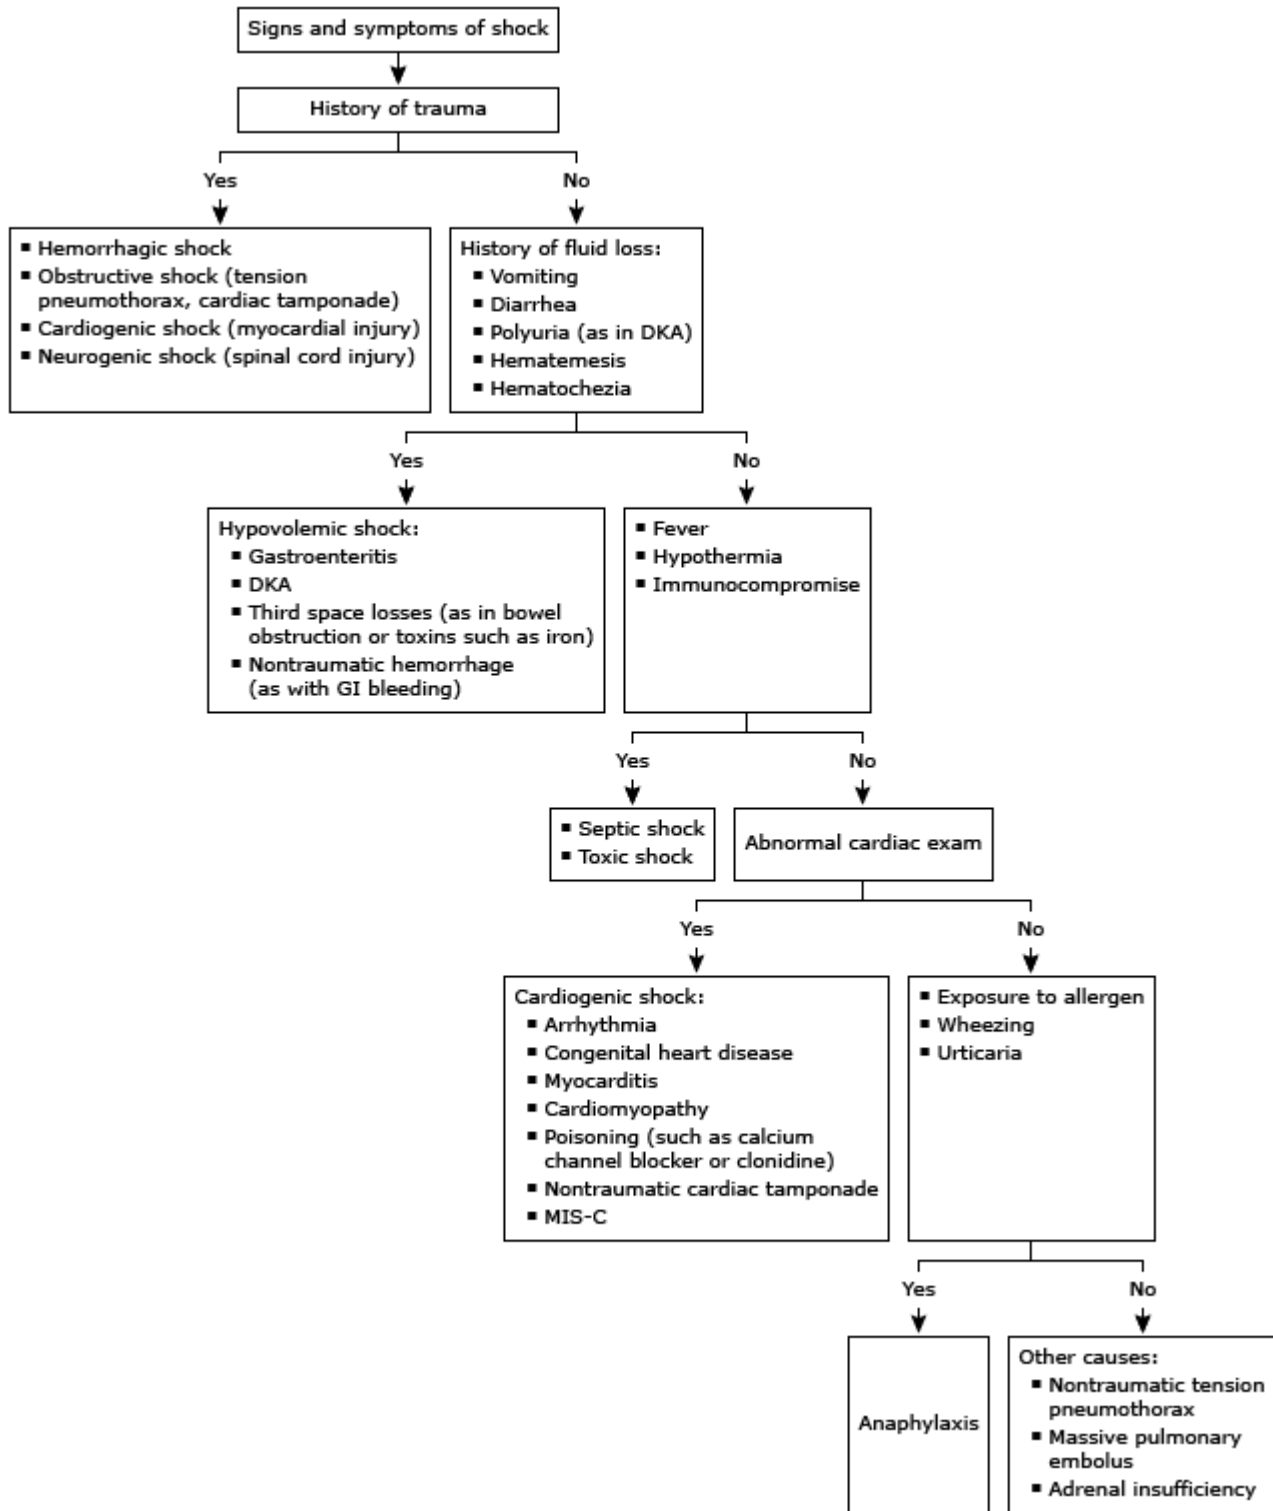 Signs and symptoms of shock
History of trauma
Yes
No
▪ Hemorrhagic shock
▪ Obstructive shock (tension
pneumothorax, cardiac tamponade)
▪ Cardiogenic shock (myocardial injury)
▪ Neurogenic shock (spinal cord injury)
History of fluid loss:
▪ Vomiting
▪ Diarrhea
▪ Polyuria (as in DKA)
▪ Hematemesis
▪ Hematochezia
Yes
No
Hypovolemic shock:
▪ Gastroenteritis
▪ DKA
▪ Third space losses (as in bowel
obstruction or toxins such as iron)
▪ Nontraumatic hemorrhage
(as with GI bleeding)
▪ Fever
▪ Hypothermia
▪ Immunocompromise
Yes
No
▪ Septic shock
▪ Toxic shock
Abnormal cardiac exam
Yes
No
Cardiogenic shock:
▪ Arrhythmia
▪ Congenital heart disease
▪ Myocarditis
▪ Cardiomyopathy
▪ Poisoning (such as calcium
channel blocker or clonidine)
▪ Nontraumatic cardiac tamponade
▪ MIS-C
▪ Exposure to allergen
▪ Wheezing
▪ Urticaria
Yes
No
Anaphylaxis
Other causes:
▪ Nontraumatic tension
pneumothorax
▪ Massive pulmonary
embolus
▪ Adrenal insufficiency